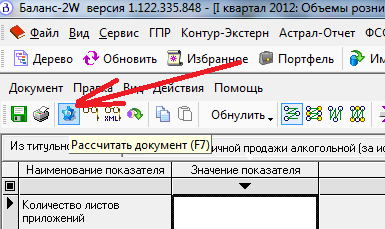 Баланс-2W версия 1.122.335.848 - [I квартал 2012: Объемы розни
Файл Вид Сервис ГПР Контур-Экстерн Астрал-Отчет ФСС
Дерево Обновить Избранное Портфель
Документ Правка Вид Действия Помощь
XML Обнулить
Рассчитать документ (F7)
Из титульно ичной продажи алкогольной (за ис
Наименование показателя Значение показателя
Количество листов
приложений